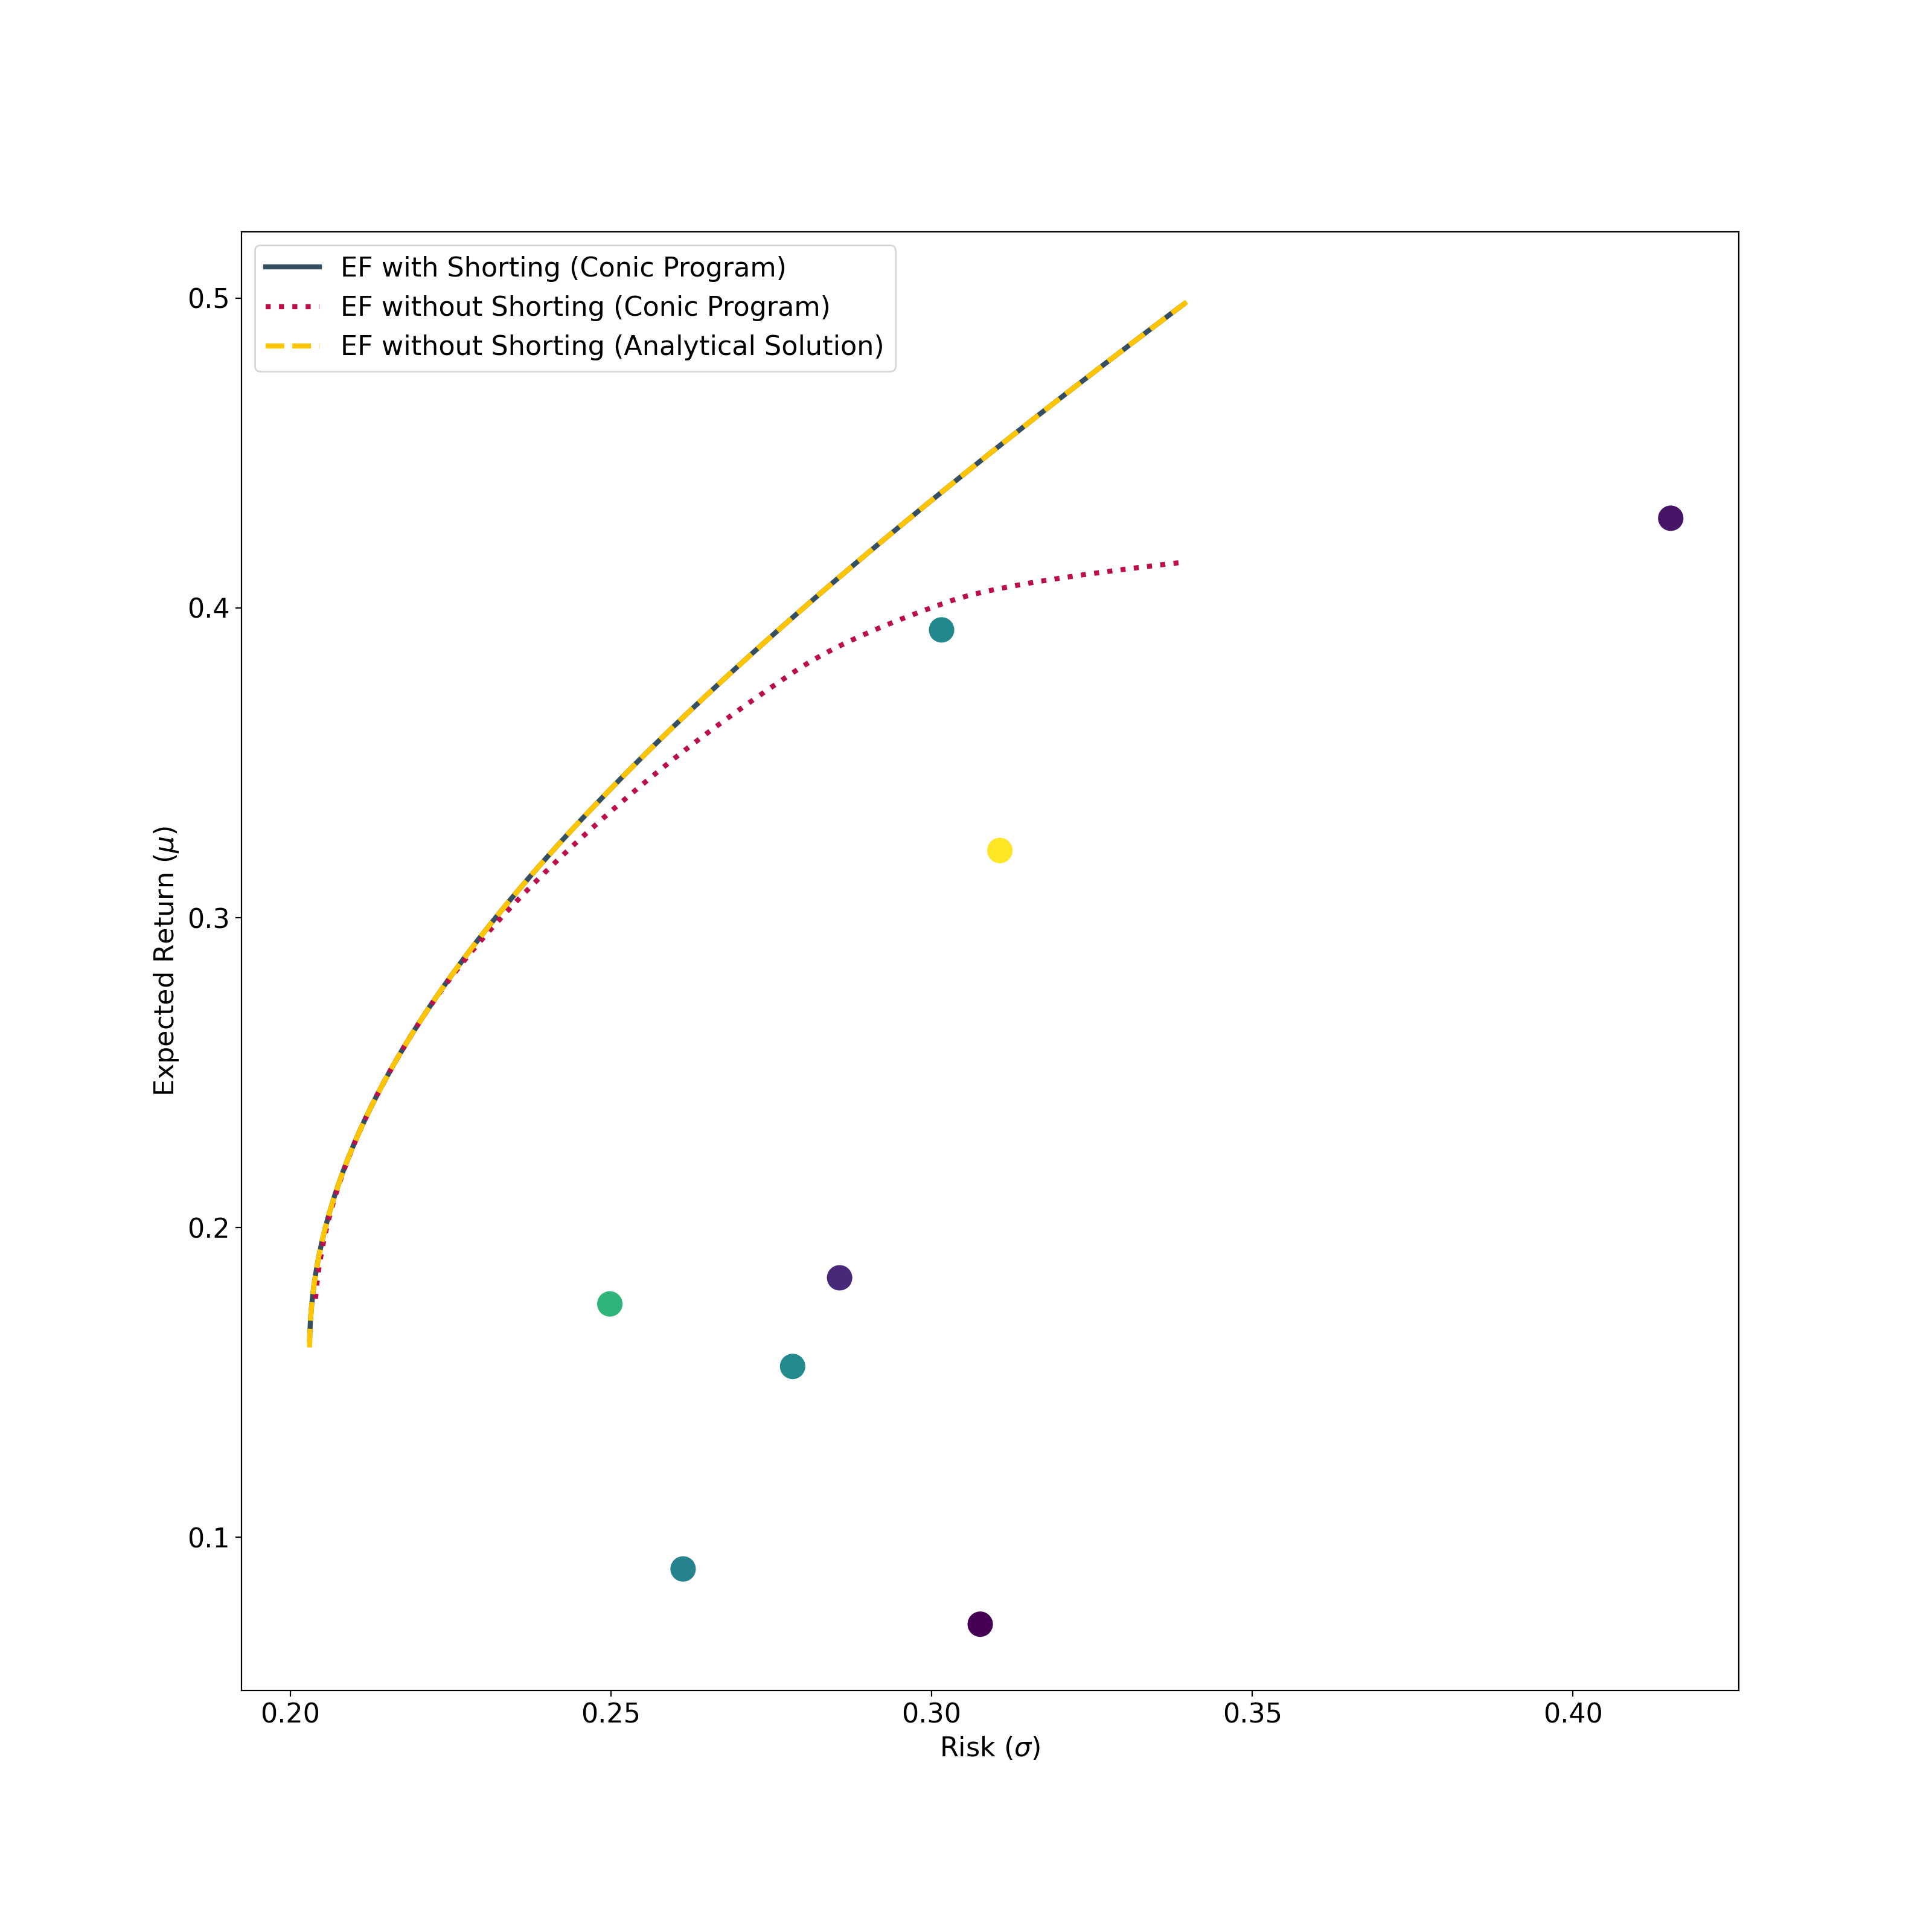 EF with Shorting (Conic Program)
EF without Shorting (Conic Program)
EF without Shorting (Analytical Solution)
Expected Return (μ)
0.5
0.4
0.3
0.2
0.1
0.20 0.25 0.30 0.35 0.40
Risk (σ)